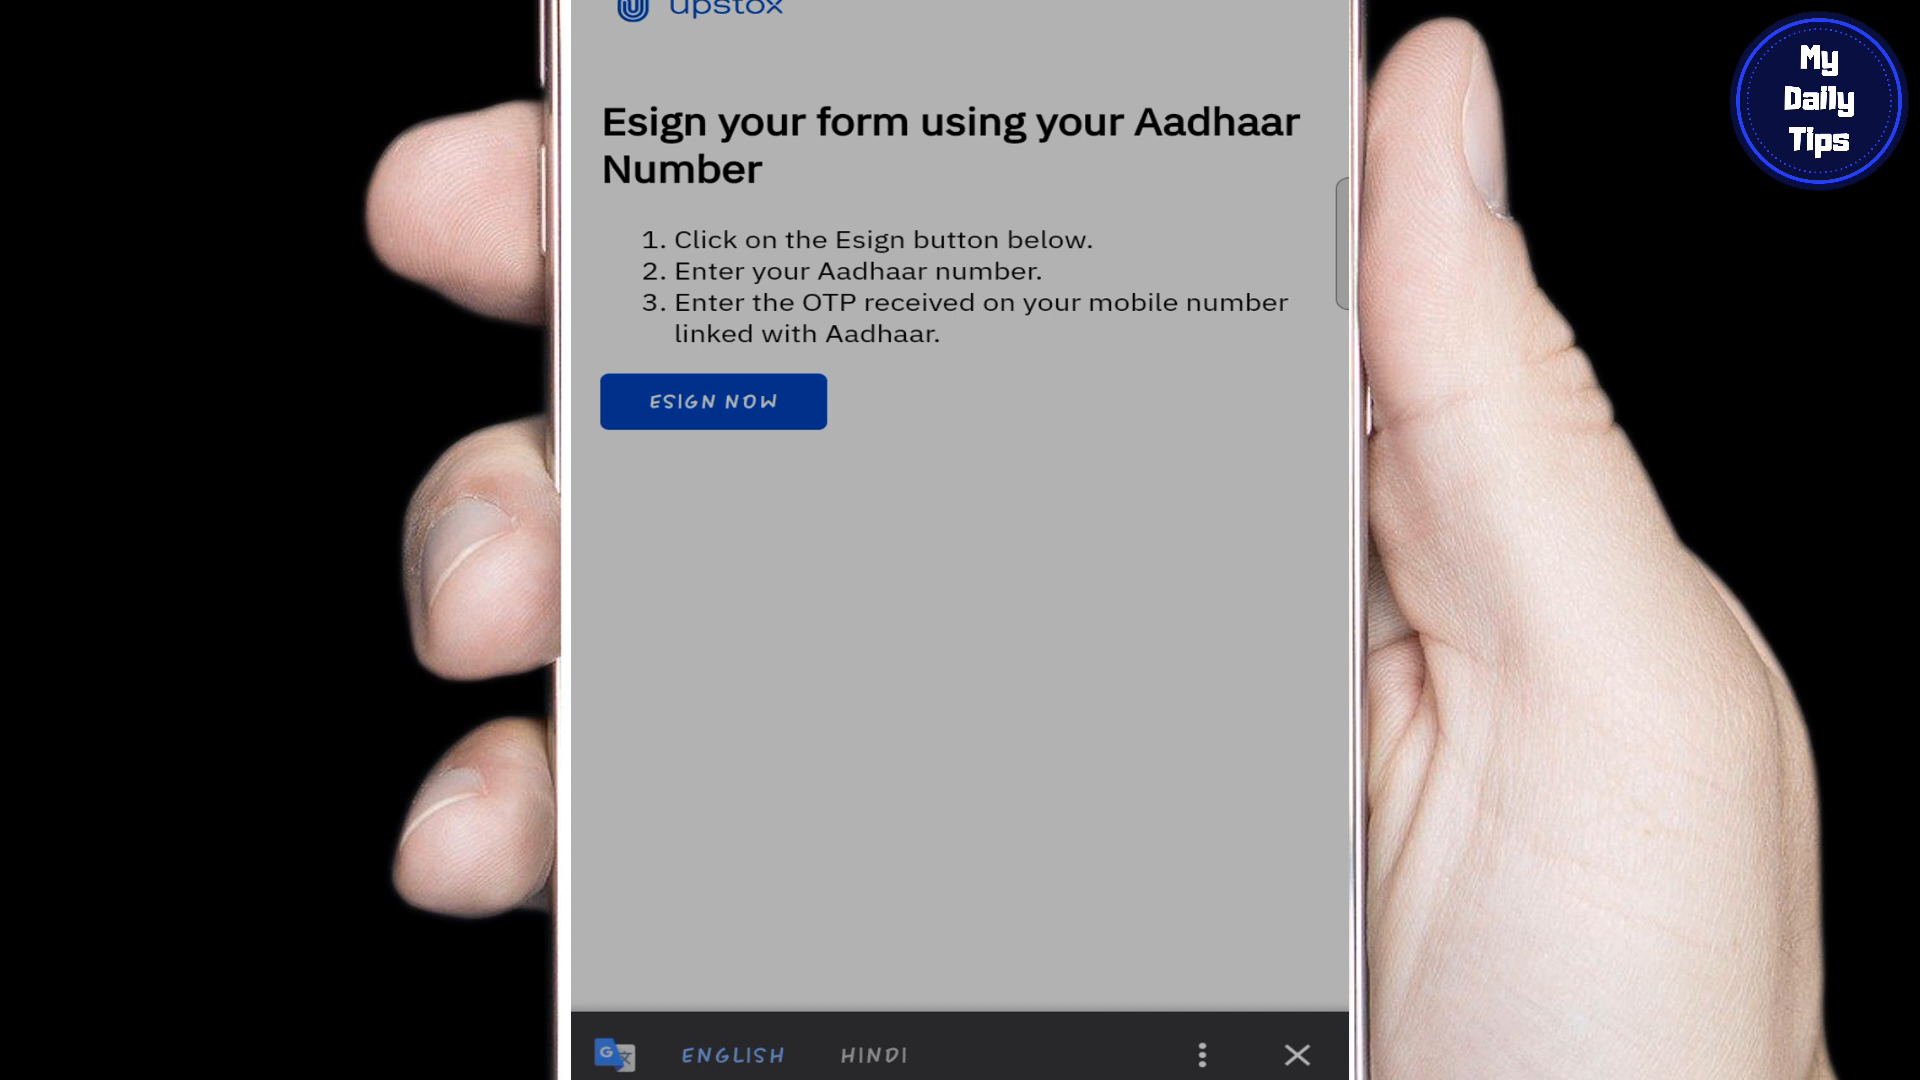 upstox
My
Daily
Tips
Esign your form using your Aadhaar
Number
1. Click on the Esign button below.
2. Enter your Aadhaar number.
3. Enter the OTP received on your mobile number
linked with Aadhaar.
ESIGN NOW
G 文
ENGLISH HINDI